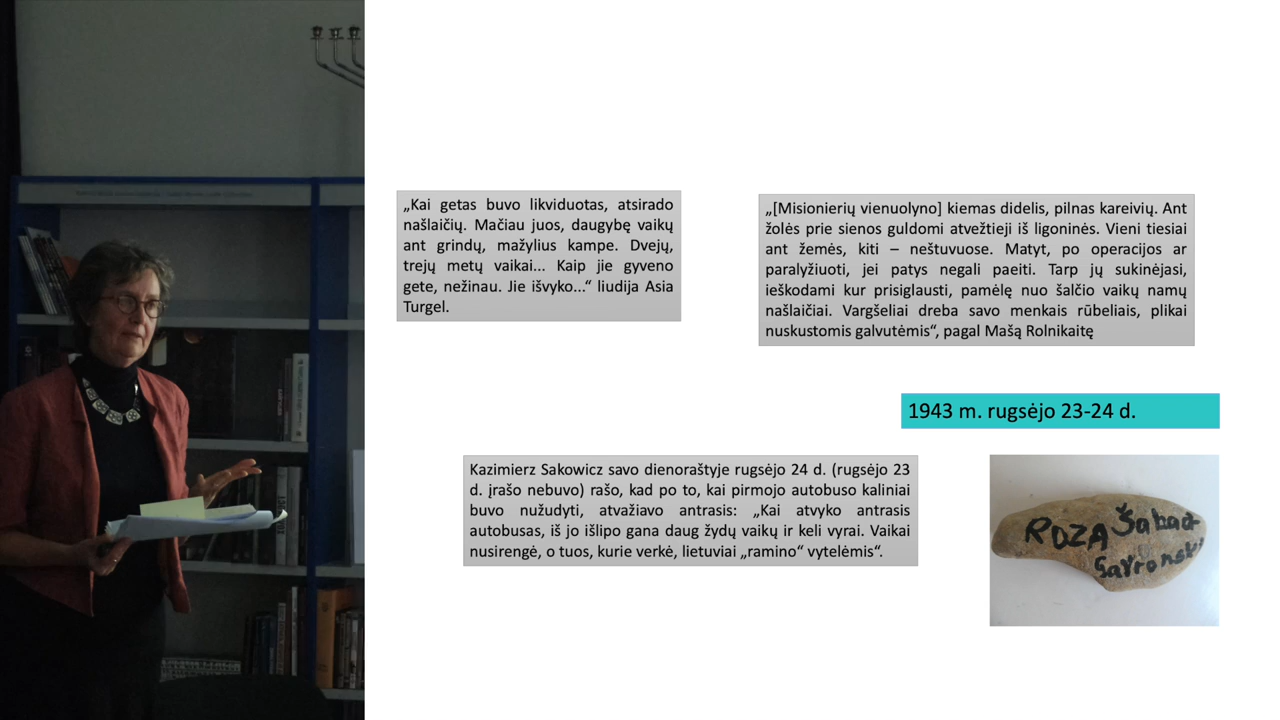 „Kai getas buvo likviduotas, atsirado
našlaičių. Mačiau juos, daugybę vaikų
ant grindų, mažylius kampe. Dvejų,
trejų metų vaikai... Kaip jie gyveno
gete, nežinau. Jie išvyko...“ liudija Asia
Turgel.
„[Misionierių vienuolyno] kiemas didelis, pilnas kareivių. Ant
žolės prie sienos guldomi atvežtieji iš ligoninės. Vieni tiesiai
ant žemės, kiti – neštuvuose. Matyt, po operacijos ar
paralyžiuoti, jei patys negali paeiti. Tarp jų sukinėjasi,
ieškodami kur prisiglausti, pamėlę nuo šalčio vaikų namų
našlaičiai. Vargšeliai dreba savo menkais rūbeliais, plikai
nuskustomis galvutėmis“, pagal Mašą Rolnikaitę
1943 m. rugsėjo 23-24 d.
Kazimierz Sakowicz savo dienoraštyje rugsėjo 24 d. (rugsėjo 23
d. įrašo nebuvo) rašo, kad po to, kai pirmojo autobuso kaliniai
buvo nužudyti, atvažiavo antrasis: „Kai atvyko antrasis
autobusas, iš jo išlipo gana daug žydų vaikų ir keli vyrai. Vaikai
nusirengė, o tuos, kurie verkė, lietuviai „ramino“ vytelėmis“.
ROZA Šabad